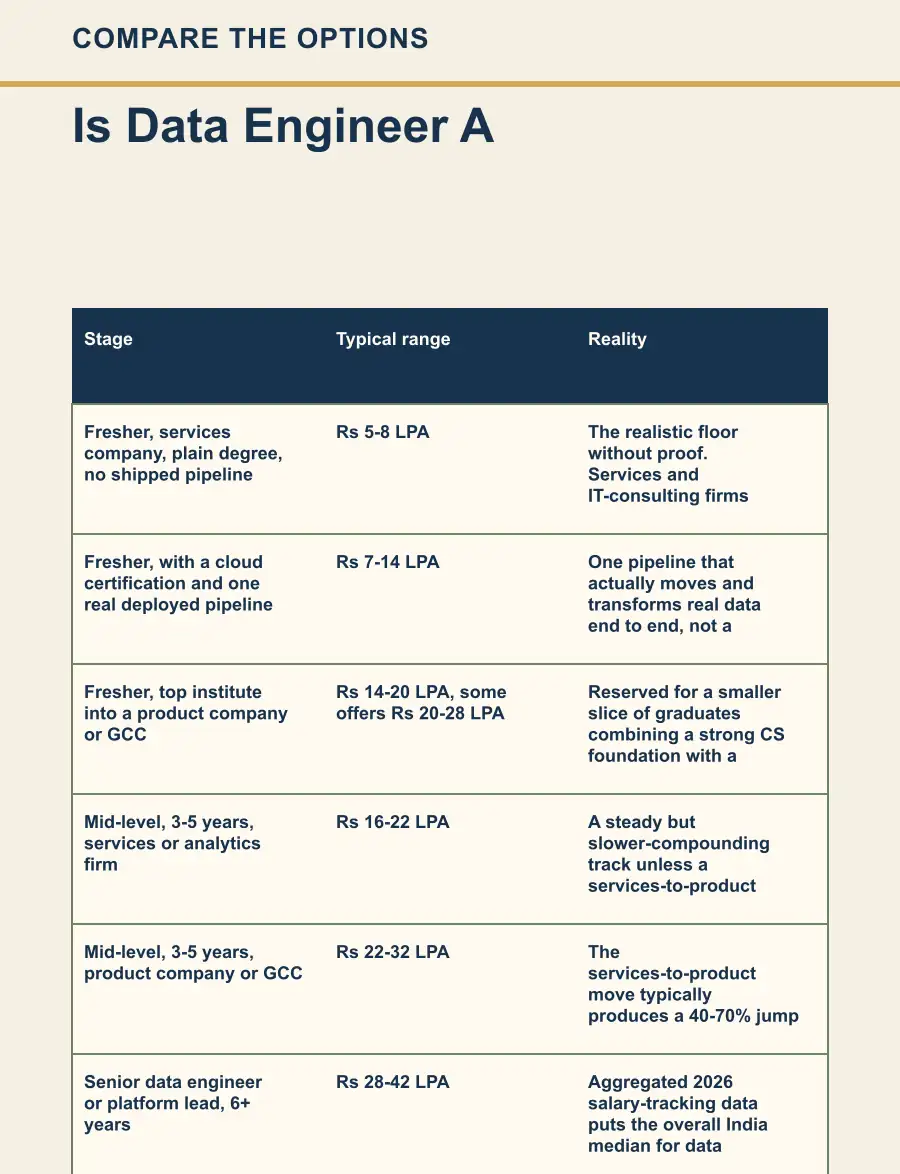 COMPARE THE OPTIONS
Is Data Engineer A
Stage
Typical range
Reality
Fresher, services
company, plain degree,
no shipped pipeline
Rs 5-8 LPA
The realistic floor
without proof.
Services and
IT-consulting firms
Fresher, with a cloud
certification and one
real deployed pipeline
Rs 7-14 LPA
One pipeline that
actually moves and
transforms real data
end to end, not a
Fresher, top institute
into a product company
or GCC
Rs 14-20 LPA, some
offers Rs 20-28 LPA
Reserved for a smaller
slice of graduates
combining a strong CS
foundation with a
Mid-level, 3-5 years,
services or analytics
firm
Rs 16-22 LPA
A steady but
slower-compounding
track unless a
services-to-product
Mid-level, 3-5 years,
product company or GCC
Rs 22-32 LPA
The
services-to-product
move typically
produces a 40-70% jump
Senior data engineer
or platform lead, 6+
years
Rs 28-42 LPA
Aggregated 2026
salary-tracking data
puts the overall India
median for data